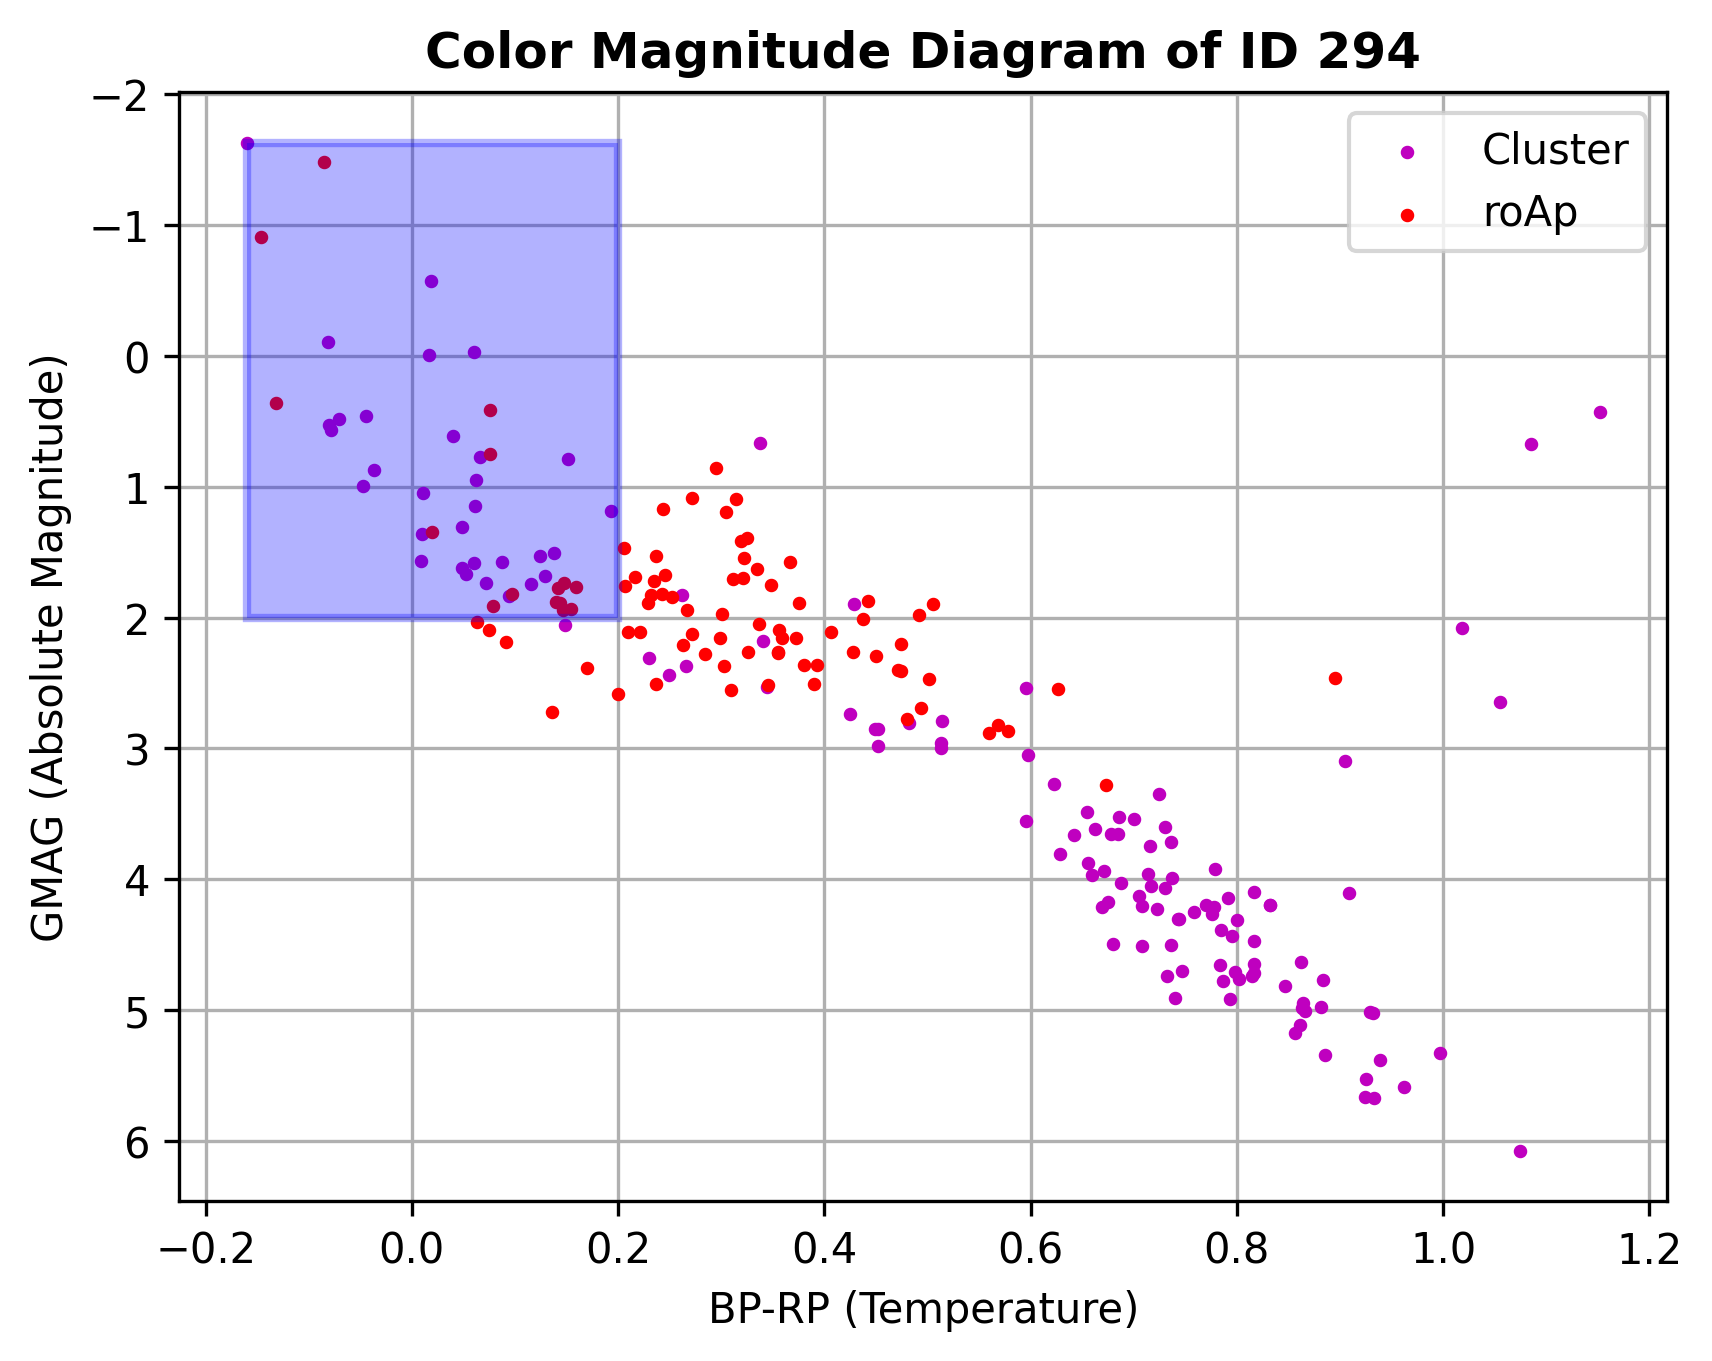 Color Magnitude Diagram of ID 294
Cluster
roAp
GMAG (Absolute Magnitude)
−2
−1
0
1
2
3
4
5
6
−0.2 0.0 0.2 0.4 0.6 0.8 1.0 1.2
BP-RP (Temperature)